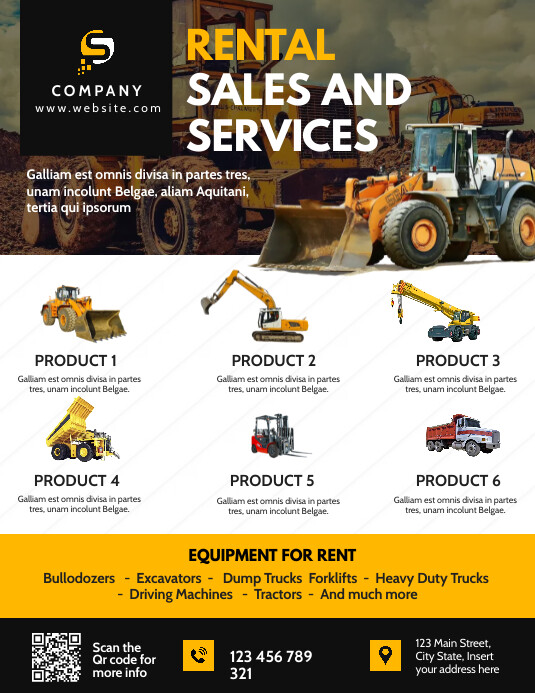 COMPANY
www.website.com
RENTAL
SALES AND
SERVICES
Galliam est omnis divisa in partes tres,
unam incolunt Belgae, aliam Aquitani,
tertia qui ipsorum
PRODUCT 1
Galliam est omnis divisa in partes
tres, unam incolunt Belgae.
PRODUCT 2
Galliam est omnis divisa in partes
tres, unam incolunt Belgae.
PRODUCT 3
Galliam est omnis divisa in partes
tres, unam incolunt Belgae.
PRODUCT 4
Galliam est omnis divisa in partes
tres, unam incolunt Belgae.
PRODUCT 5
Galliam est omnis divisa in partes
tres, unam incolunt Belgae.
PRODUCT 6
Galliam est omnis divisa in partes
tres, unam incolunt Belgae.
EQUIPMENT FOR RENT
Bullodozers - Excavators - Dump Trucks Forklifts - Heavy Duty Trucks
- Driving Machines - Tractors - And much more
Scan the
Qr code for
more info
123 456 789
321
123 Main Street,
City State, Insert
your address here